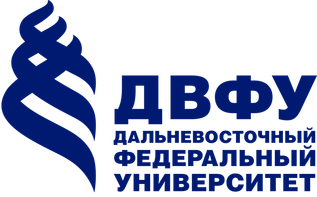 ДВФУ
ДАЛЬНЕВОСТОЧНЫЙ
ФЕДЕРАЛЬНЫЙ
УНИВЕРСИТЕТ